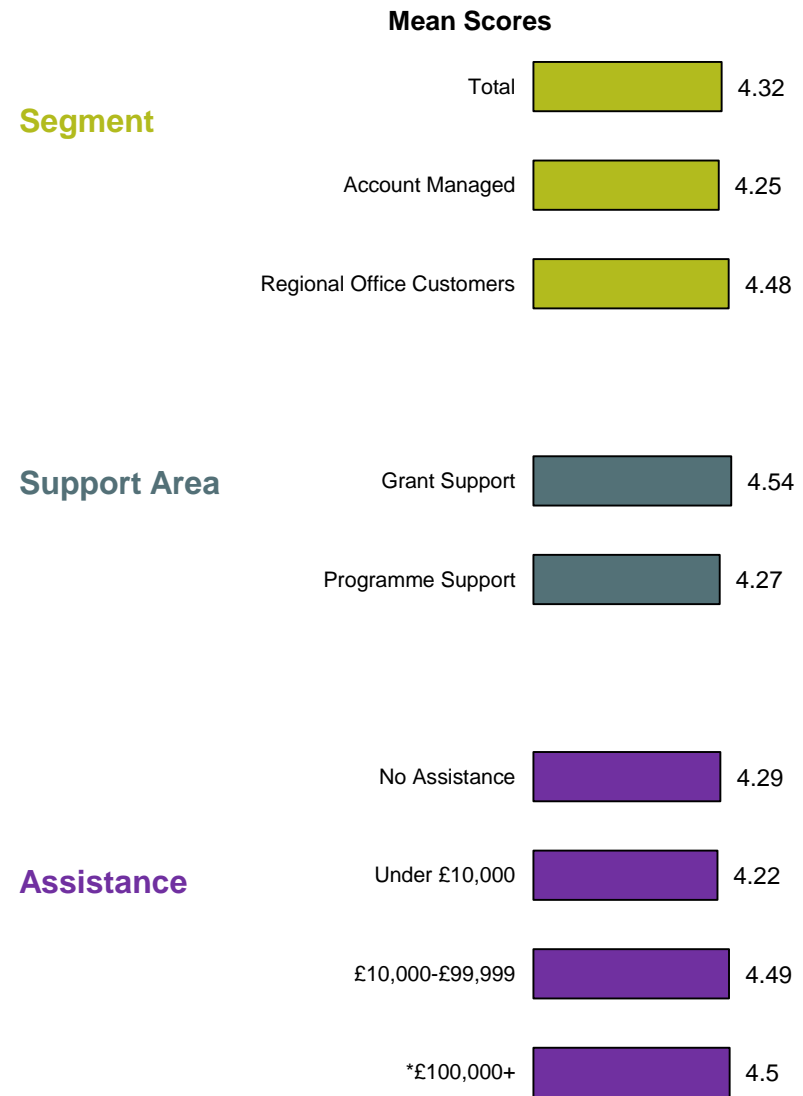 Mean Scores
Segment
Total 4.32
Account Managed 4.25
Regional Office Customers 4.48
Support Area
Grant Support 4.54
Programme Support 4.27
Assistance
No Assistance 4.29
Under £10,000 4.22
£10,000-£99,999 4.49
*£100,000+ 4.5